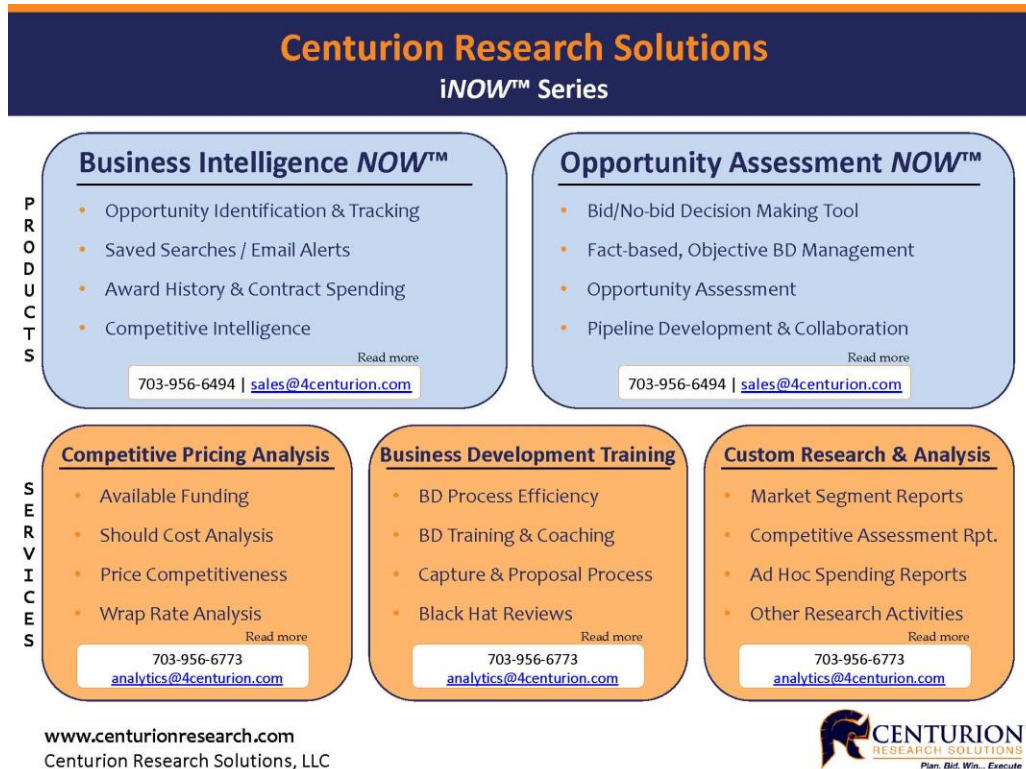 Centurion Research Solutions
iNOW™ Series
PRODUCTS
Business Intelligence NOW™
• Opportunity Identification & Tracking
• Saved Searches / Email Alerts
• Award History & Contract Spending
• Competitive Intelligence
Read more
703-956-6494 | sales@4centurion.com
Opportunity Assessment NOW™
• Bid/No-bid Decision Making Tool
• Fact-based, Objective BD Management
• Opportunity Assessment
• Pipeline Development & Collaboration
Read more
703-956-6494 | sales@4centurion.com
SERVICES
Competitive Pricing Analysis
• Available Funding
• Should Cost Analysis
• Price Competitiveness
• Wrap Rate Analysis
Read more
703-956-6773
analytics@4centurion.com
Business Development Training
• BD Process Efficiency
• BD Training & Coaching
• Capture & Proposal Process
• Black Hat Reviews
Read more
703-956-6773
analytics@4centurion.com
Custom Research & Analysis
• Market Segment Reports
• Competitive Assessment Rpt.
• Ad Hoc Spending Reports
• Other Research Activities
Read more
703-956-6773
analytics@4centurion.com
www.centurionresearch.com
Centurion Research Solutions, LLC
CENTURION
RESEARCH SOLUTIONS
Plan. Bid. Win... Execute